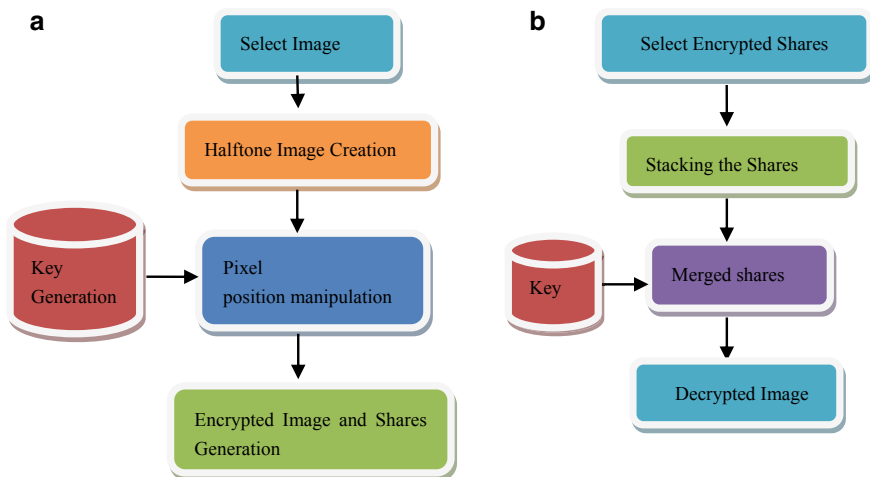 a
Select Image
Halftone Image Creation
Key
Generation
Pixel
position manipulation
Encrypted Image and Shares
Generation
b
Select Encrypted Shares
Stacking the Shares
Key
Merged shares
Decrypted Image